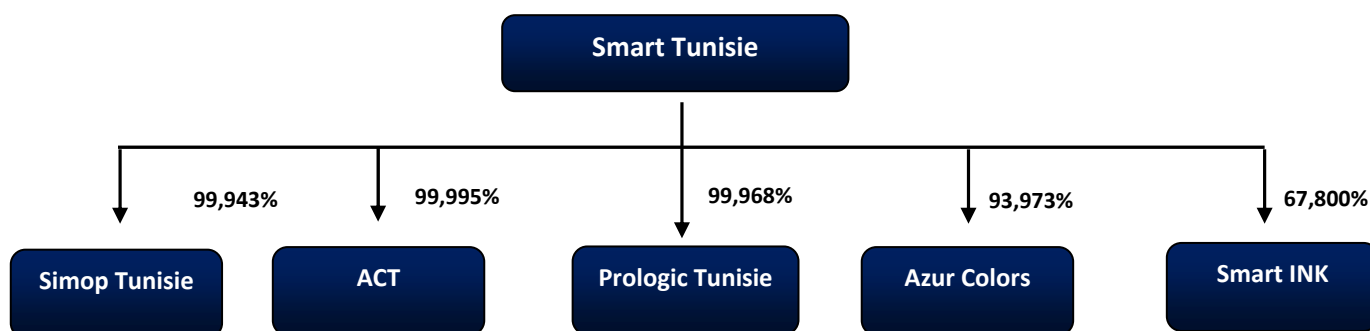 Smart Tunisie
99,943%
99,995%
99,968%
93,973%
67,800%
Simop Tunisie
ACT
Prologic Tunisie
Azur Colors
Smart INK